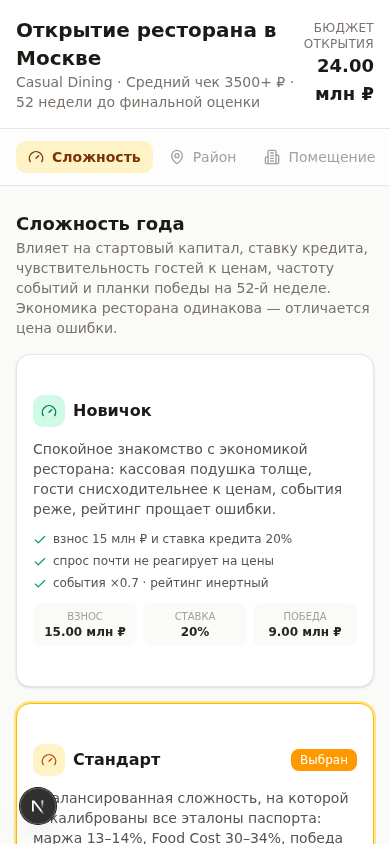 Открытие ресторана в
Москве
Casual Dining · Средний чек 3500+ ₽ ·
52 недели до финальной оценки
БЮДЖЕТ
ОТКРЫТИЯ
24.00
млн ₽
Сложность
Район
Помещение
Сложность года
Влияет на стартовый капитал, ставку кредита,
чувствительность гостей к ценам, частоту
событий и планки победы на 52-й неделе.
Экономика ресторана одинакова — отличается
цена ошибки.
Новичок
Спокойное знакомство с экономикой
ресторана: кассовая подушка толще,
гости снисходительнее к ценам, события
реже, рейтинг прощает ошибки.
взнос 15 млн ₽ и ставка кредита 20%
спрос почти не реагирует на цены
события ×0.7 · рейтинг инертный
ВЗНОС
15.00 млн ₽
СТАВКА
20%
ПОБЕДА
9.00 млн ₽
Стандарт
Выбран
сложность, на которой
все эталоны паспорта:
маржа 13–14%, Food Cost 30–34%, победа
N